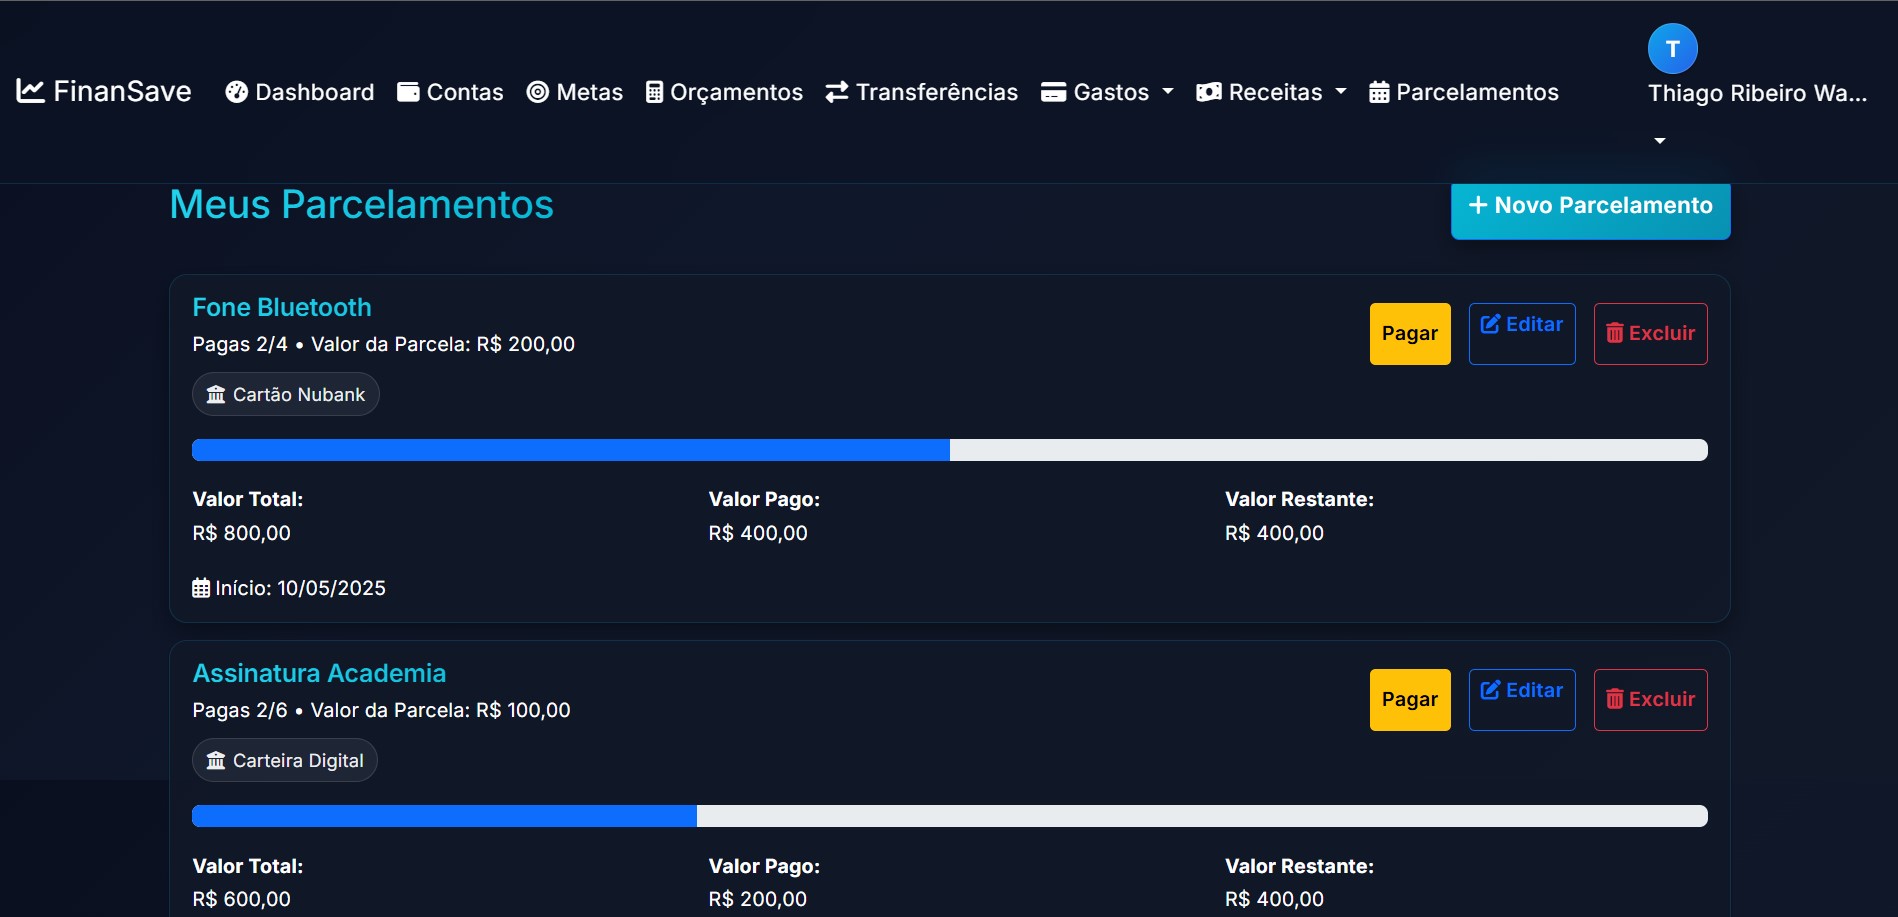 T
FinanSave Dashboard Contas Metas Orçamentos Transferências Gastos Receitas Parcelamentos Thiago Ribeiro Wa...
Meus Parcelamentos + Novo Parcelamento
Fone Bluetooth
Pagar Editar Excluir
Pagas 2/4 • Valor da Parcela: R$ 200,00
Cartão Nubank
Valor Total: Valor Pago: Valor Restante:
R$ 800,00 R$ 400,00 R$ 400,00
Início: 10/05/2025
Assinatura Academia
Pagar Editar Excluir
Pagas 2/6 • Valor da Parcela: R$ 100,00
Carteira Digital
Valor Total: Valor Pago: Valor Restante:
R$ 600,00 R$ 200,00 R$ 400,00